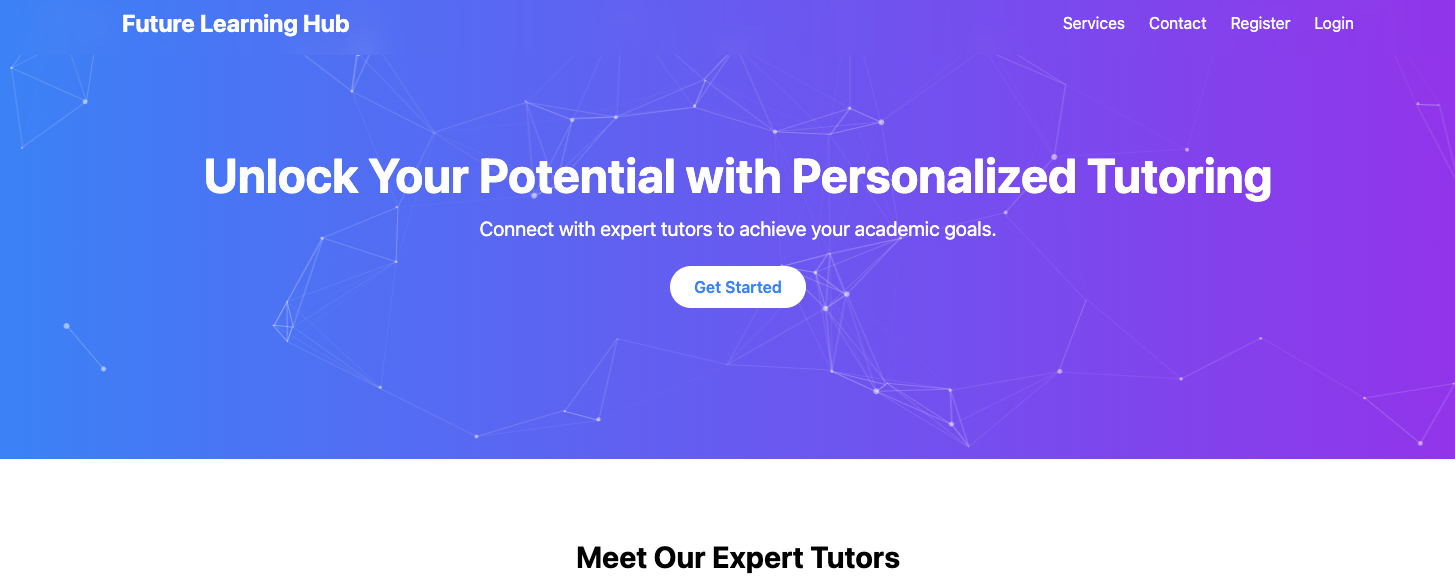 Future Learning Hub
Services Contact Register Login
Unlock Your Potential with Personalized Tutoring
Connect with expert tutors to achieve your academic goals.
Get Started
Meet Our Expert Tutors